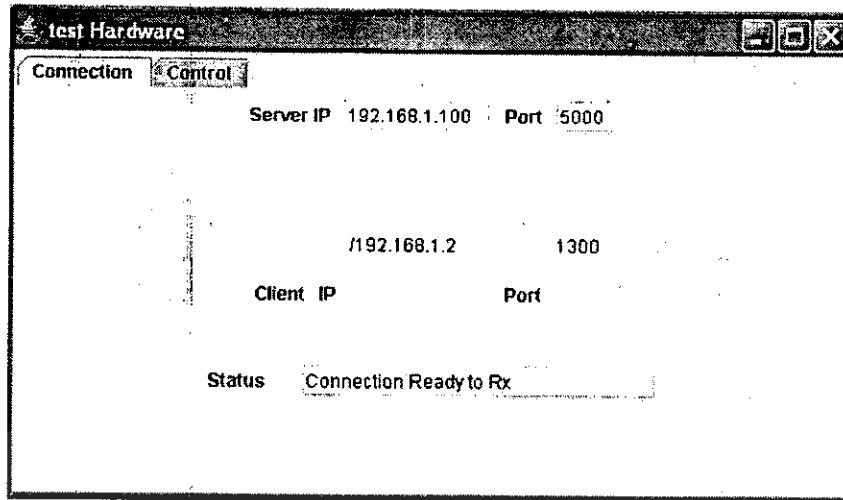 test Hardware
Connection Control
Server IP 192.168.1.100 Port 5000
/192.168.1.2 1300
Client IP Port
Status Connection Ready to Rx